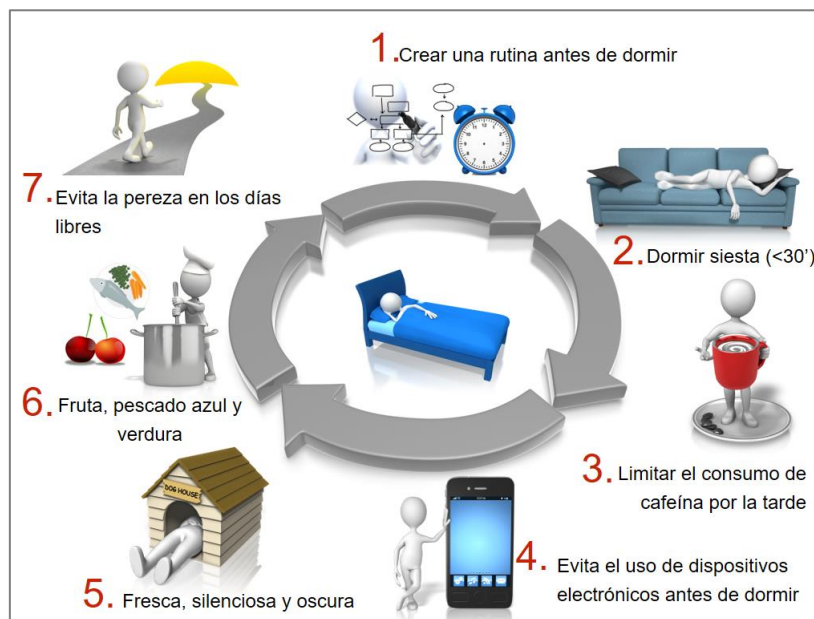 1. Crear una rutina antes de dormir
2. Dormir siesta (<30')
3. Limitar el consumo de
cafeína por la tarde
4. Evita el uso de dispositivos
electrónicos antes de dormir
DOG HOUSE
5. Fresca, silenciosa y oscura
6. Fruta, pescado azul y
verdura
7. Evita la pereza en los días
libres